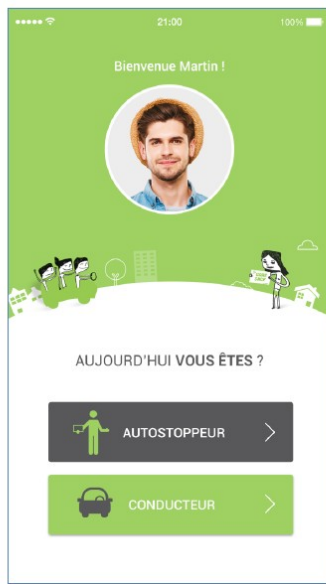 21:00
100%
Bienvenue Martin !
AUJOURD'HUI VOUS ÊTES ?
AUTOSTOPPEUR
CONDUCTEUR